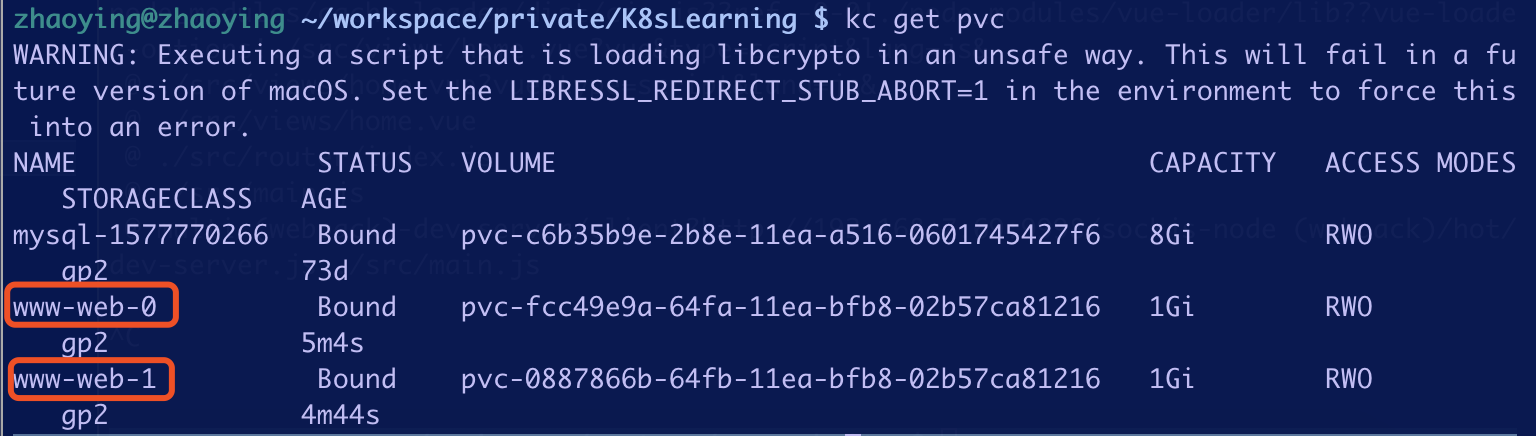 zhaoying@zhaoying ~/workspace/private/K8sLearning $ kc get pvc
WARNING: Executing a script that is loading libcrypto in an unsafe way. This will fail in a fu
ture version of macOS. Set the LIBRESSL_REDIRECT_STUB_ABORT=1 in the environment to force this
 into an error.
NAME STATUS VOLUME CAPACITY ACCESS MODES
STORAGECLASS AGE
mysql-1577770266 Bound pvc-c6b35b9e-2b8e-11ea-a516-0601745427f6 8Gi RWO
gp2 73d
www-web-0 Bound pvc-fcc49e9a-64fa-11ea-bfb8-02b57ca81216 1Gi RWO
gp2 5m4s
www-web-1 Bound pvc-0887866b-64fb-11ea-bfb8-02b57ca81216 1Gi RWO
gp2 4m44s